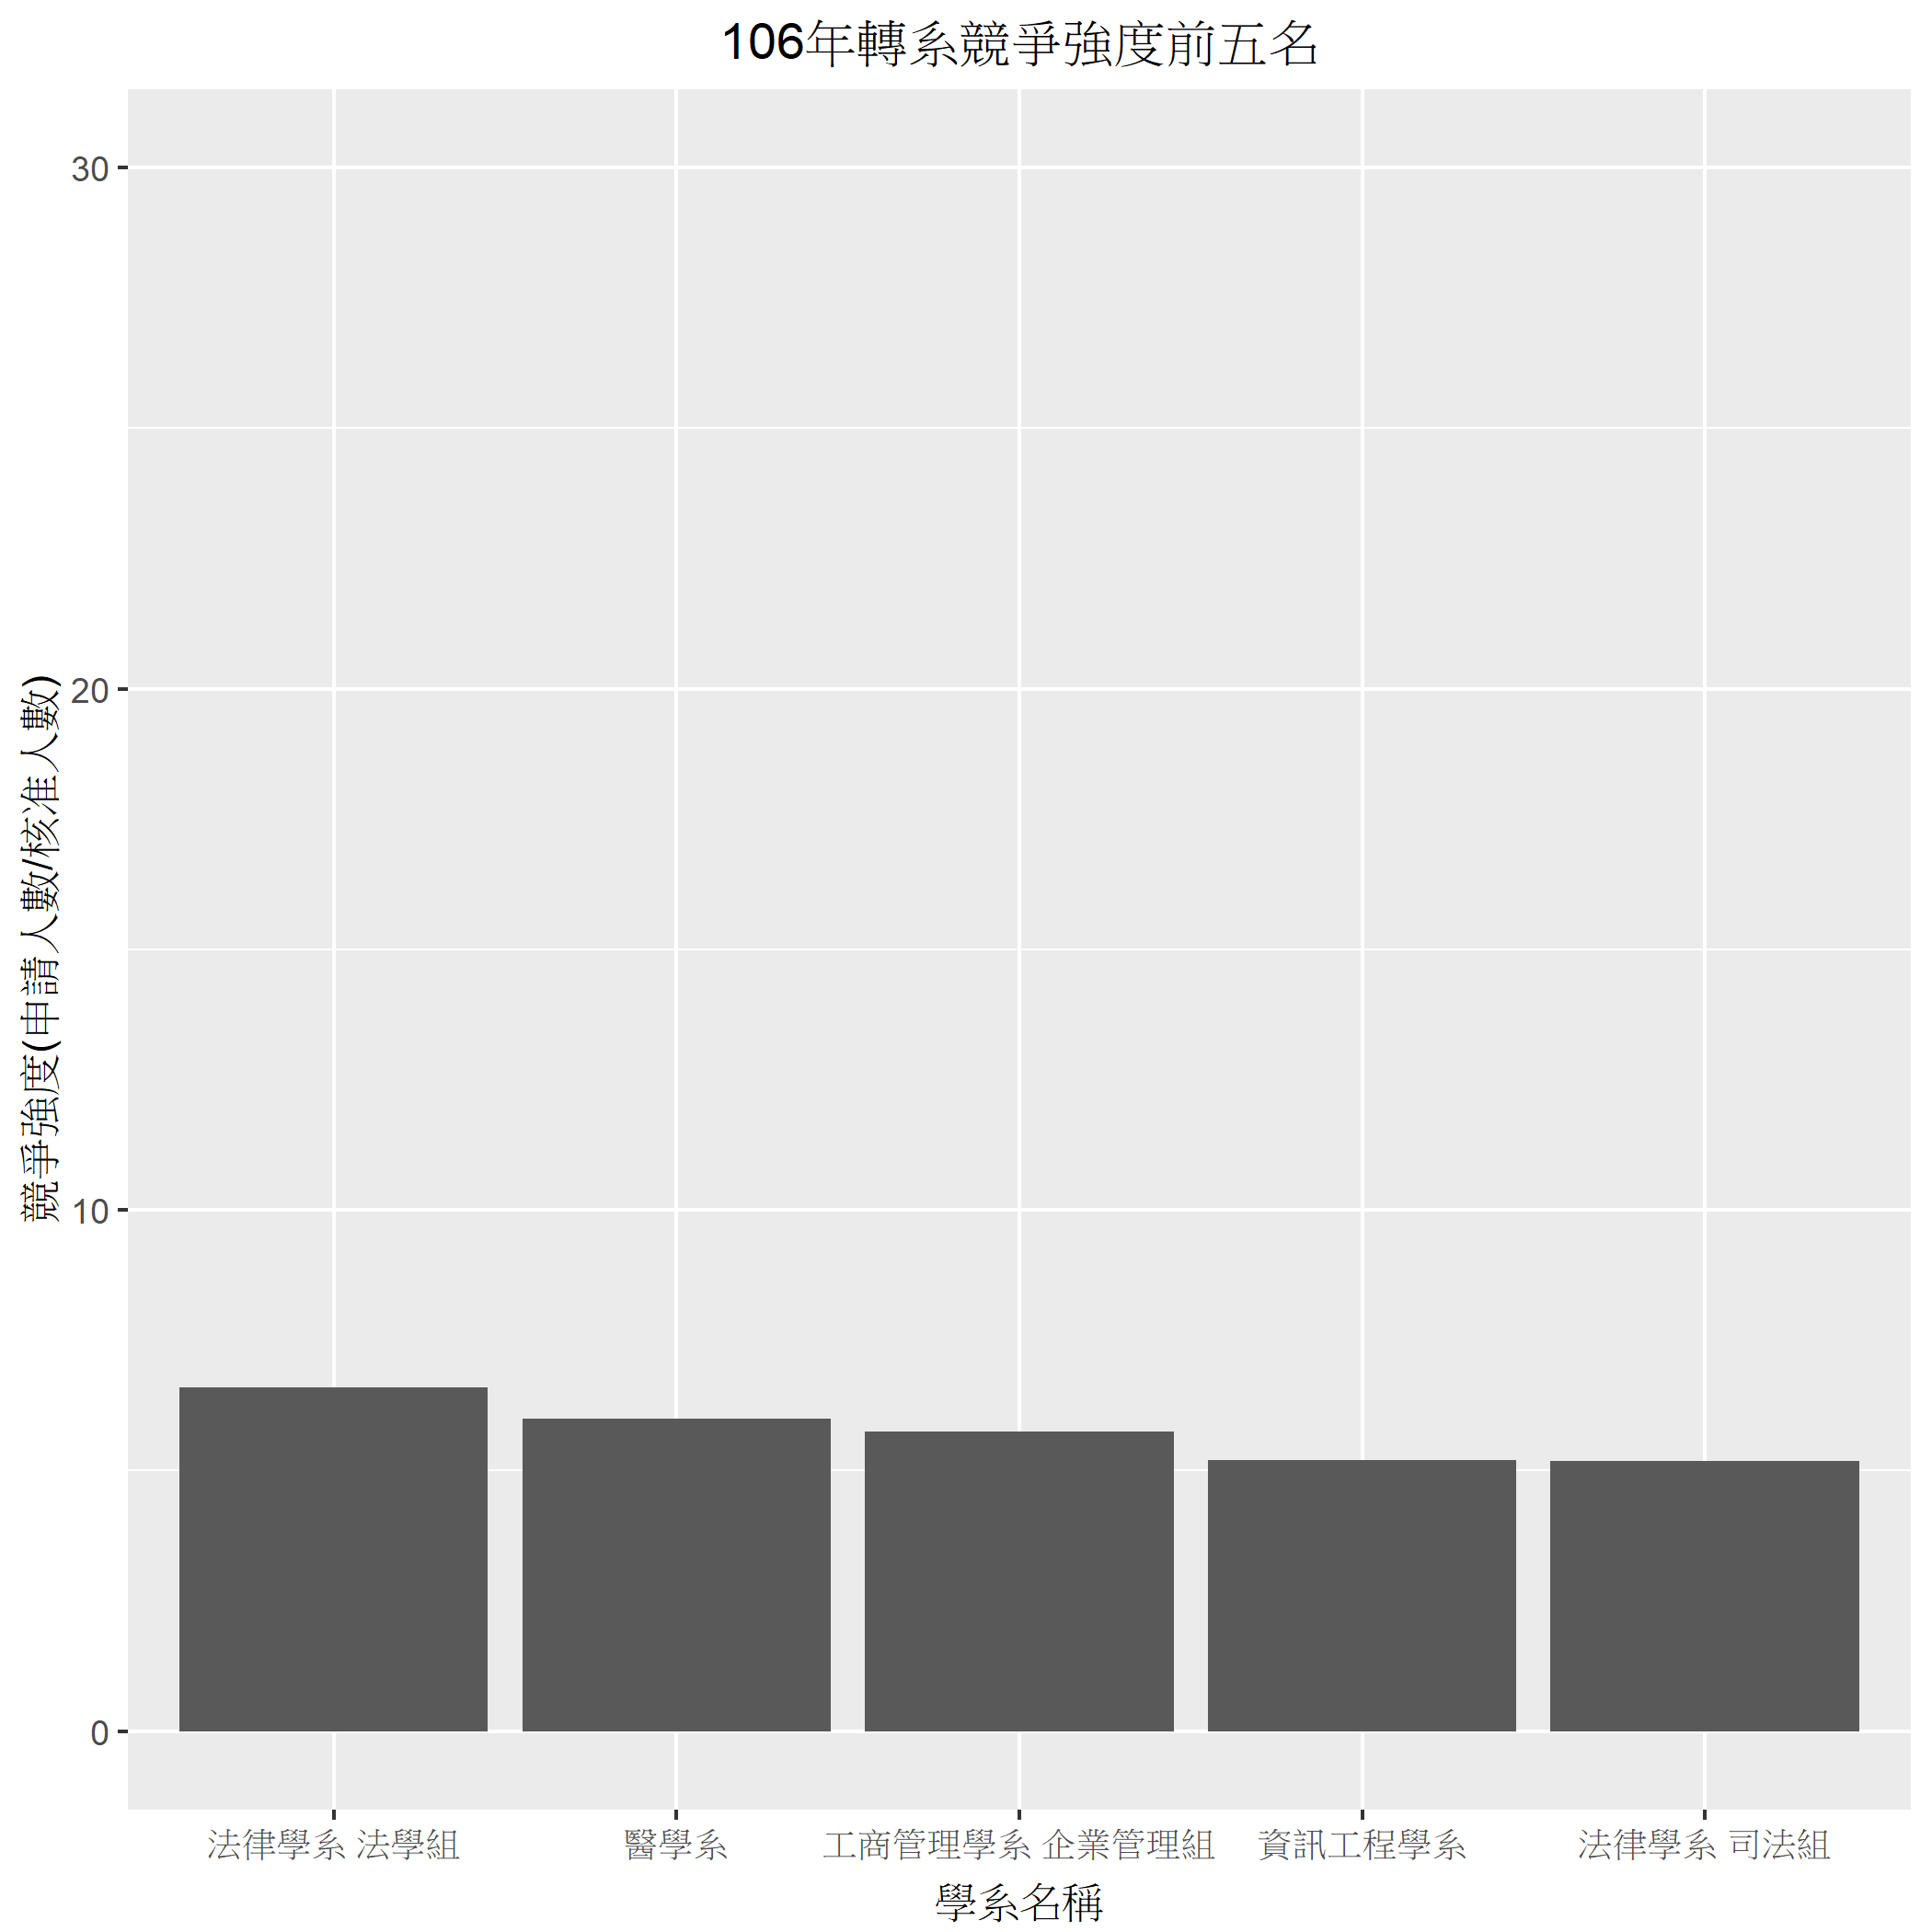 106年轉系競爭強度前五名
競爭強度(申請人數/核准人數)
30
20
10
0
法律學系 法學組
醫學系
工商管理學系 企業管理組
資訊工程學系
法律學系 司法組
學系名稱